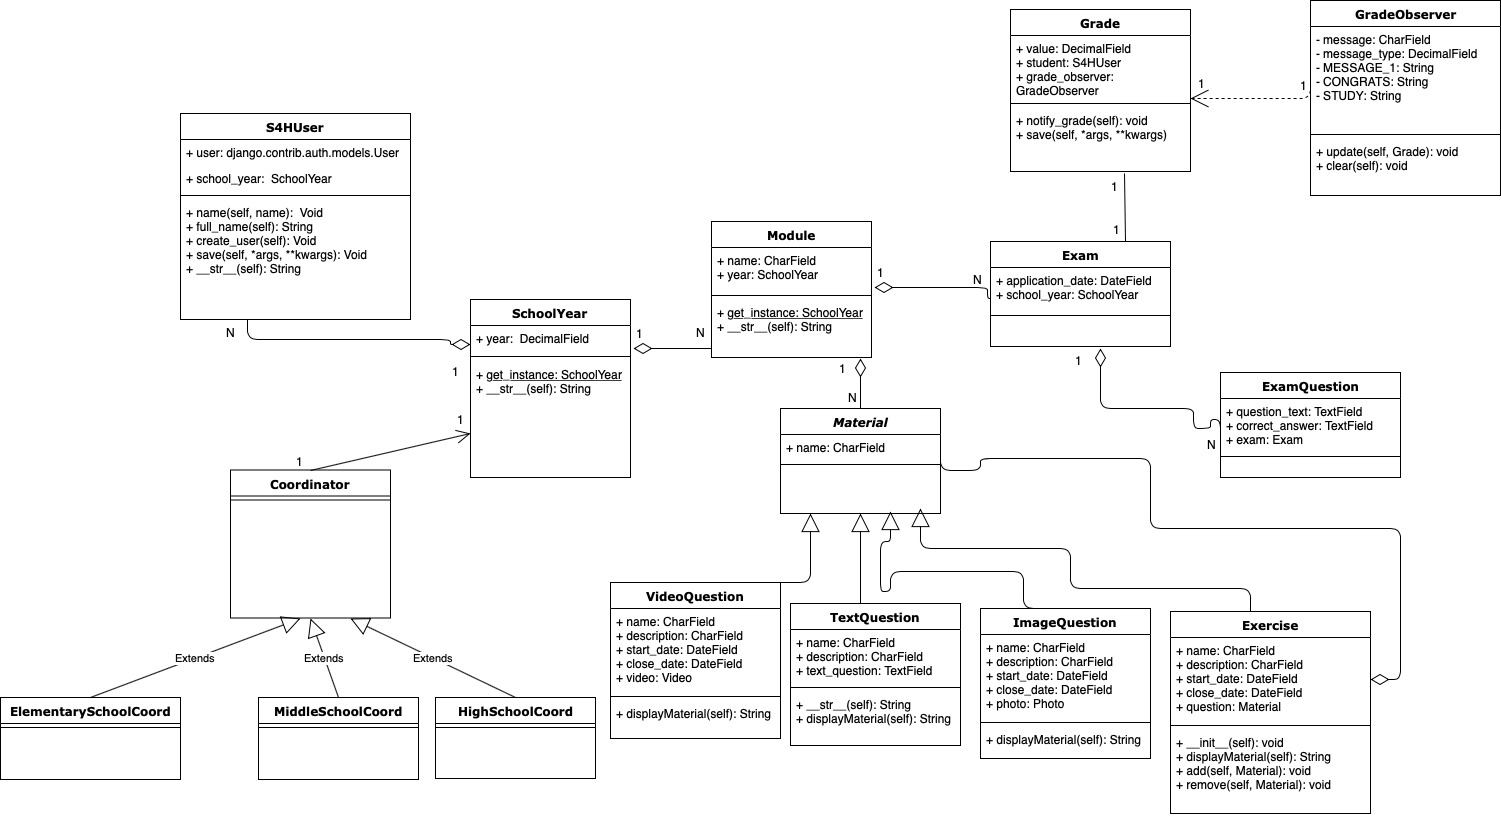 Grade
+ value: DecimalField
+ student: S4HUser
+ grade_observer:
GradeObserver
+ notify_grade(self): void
+ save(self, *args, **kwargs)
GradeObserver
- message: CharField
- message_type: DecimalField
- MESSAGE_1: String
- CONGRATS: String
- STUDY: String
+ update(self, Grade): void
+ clear(self): void
1
1
1
1
S4HUser
+ user: django.contrib.auth.models.User
+ school_year:  SchoolYear
+ name(self, name):  Void
+ full_name(self): String
+ create_user(self): Void
+ save(self, *args, **kwargs): Void
+ __str__(self): String
N
1
SchoolYear
+ year:  DecimalField
+ get_instance: SchoolYear
+ __str__(self): String
1
N
Module
+ name: CharField
+ year: SchoolYear
+ get_instance: SchoolYear
+ __str__(self): String
1
N
Exam
+ application_date: DateField
+ school_year: SchoolYear
1
N
ExamQuestion
+ question_text: TextField
+ correct_answer: TextField
+ exam: Exam
1
N
Material
+ name: CharField
1
1
Coordinator
Extends
Extends
Extends
ElementarySchoolCoord
MiddleSchoolCoord
HighSchoolCoord
VideoQuestion
+ name: CharField
+ description: CharField
+ start_date: DateField
+ close_date: DateField
+ video: Video
+ displayMaterial(self): String
TextQuestion
+ name: CharField
+ description: CharField
+ text_question: TextField
+ __str__(self): String
+ displayMaterial(self): String
ImageQuestion
+ name: CharField
+ description: CharField
+ start_date: DateField
+ close_date: DateField
+ photo: Photo
+ displayMaterial(self): String
Exercise
+ name: CharField
+ description: CharField
+ start_date: DateField
+ close_date: DateField
+ question: Material
+ __init__(self): void
+ displayMaterial(self): String
+ add(self, Material): void
+ remove(self, Material): void